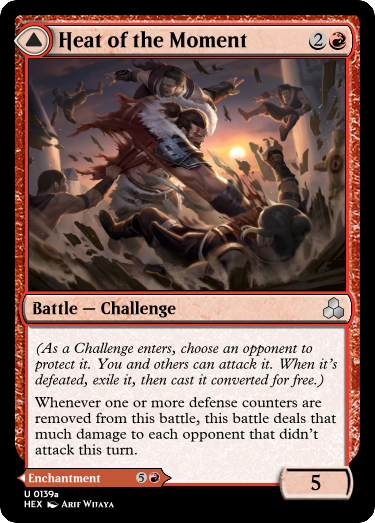 Heat of the Moment 2
Battle — Challenge
(As a Challenge enters, choose an opponent to
protect it. You and others can attack it. When it's
defeated, exile it, then cast it converted for free.)
Whenever one or more defense counters are
removed from this battle, this battle deals that
much damage to each opponent that didn't
attack this turn.
Enchantment 5
5
U 0139a
HEX Arif Wijaya